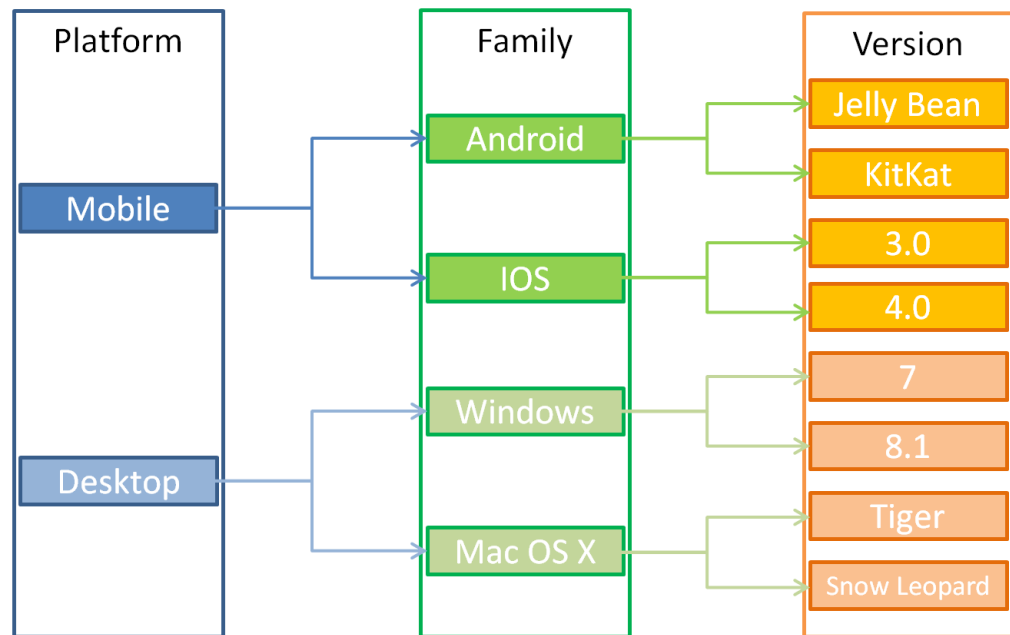 Platform
Family
Version
Mobile
Desktop
Android
IOS
Windows
Mac OS X
Jelly Bean
KitKat
3.0
4.0
7
8.1
Tiger
Snow Leopard